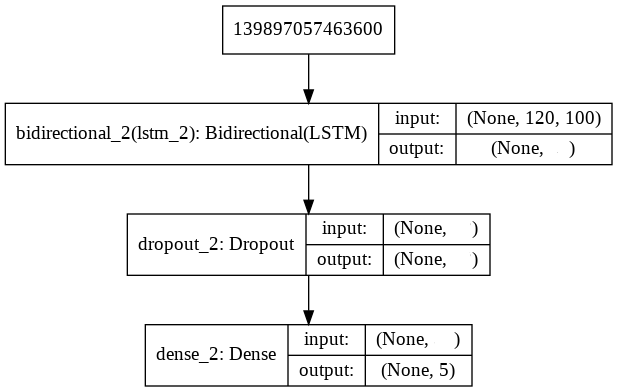 139897057463600
bidirectional_2(lstm_2): Bidirectional(LSTM)
input:
(None, 120, 100)
output:
(None, )
dropout_2: Dropout
input:
(None, )
output:
(None, )
dense_2: Dense
input:
(None, )
output:
(None, 5)